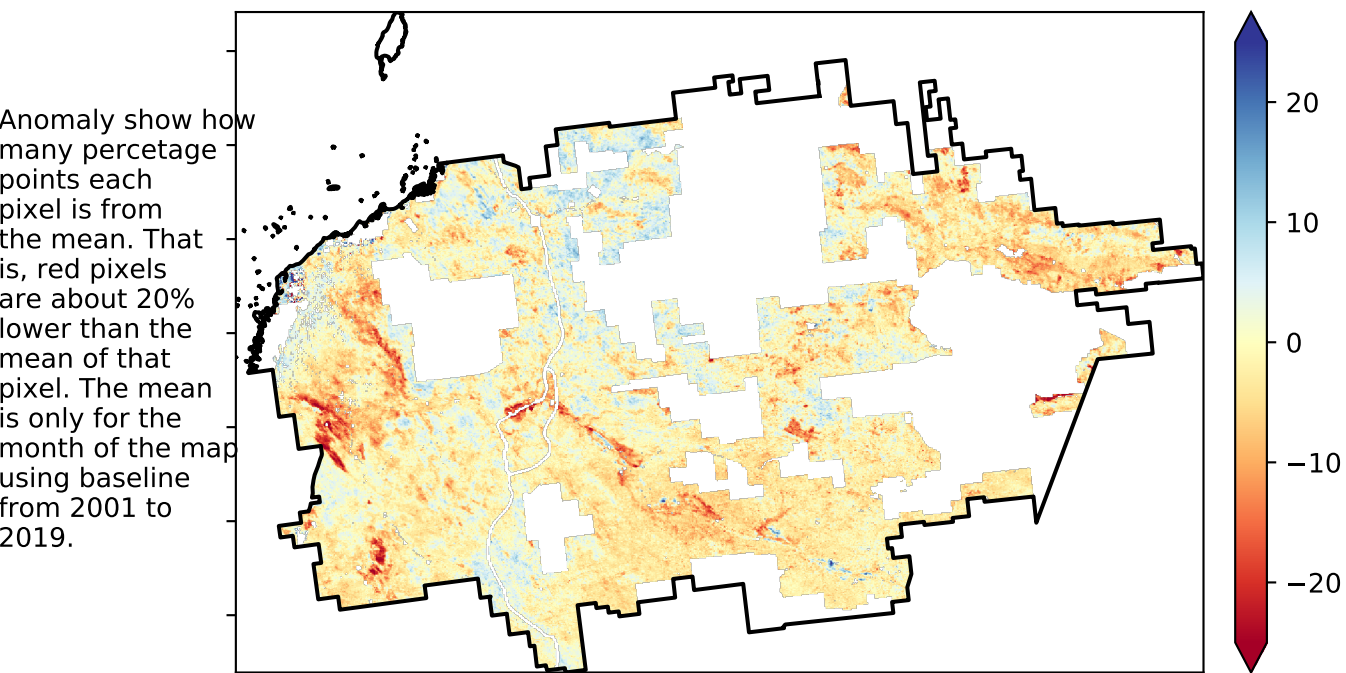 Anomaly show how
many percetage
points each
pixel is from
the mean. That
is, red pixels
are about 20%
lower than the
mean of that
pixel. The mean
is only for the
month of the map
using baseline
from 2001 to
2019.
20
10
0
−10
−20